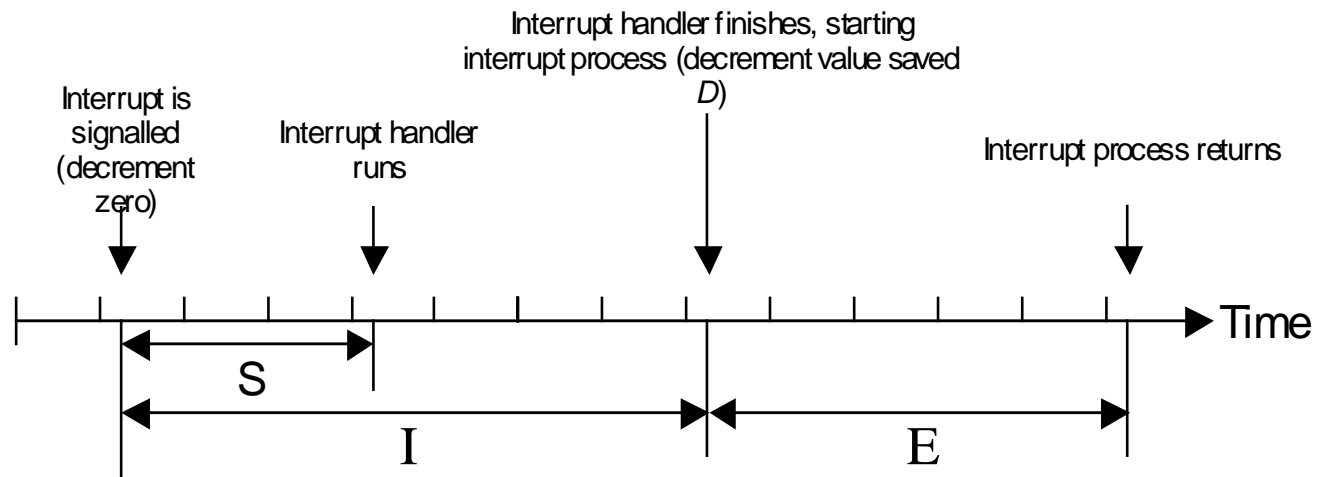 Interrupt handler finishes, starting
interrupt process (decrement value saved
D)
Interrupt is
signalled
(decrement
zero)
Interrupt handler
runs
Interrupt process returns
Time
S
I
E